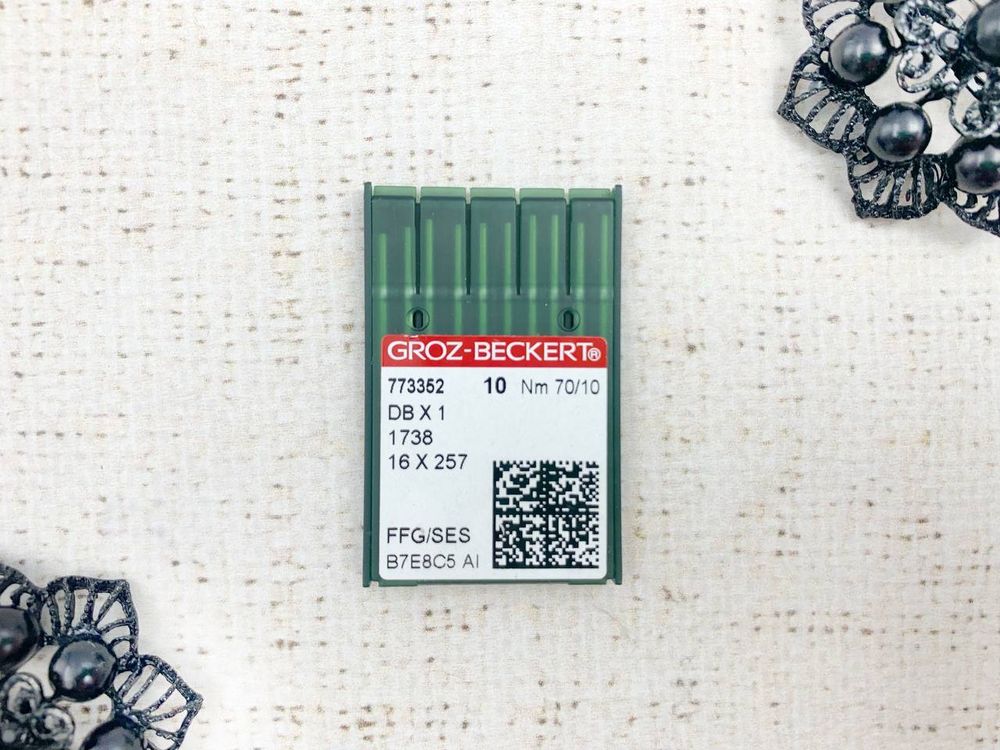 GROZ-BECKERT®
773352 10 Nm 70/10
DB X 1
1738
16 X 257
FFG/SES
B7E8C5 AI